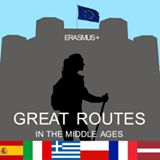 ERASMUS+
GREAT ROUTES
IN THE MIDDLE AGES